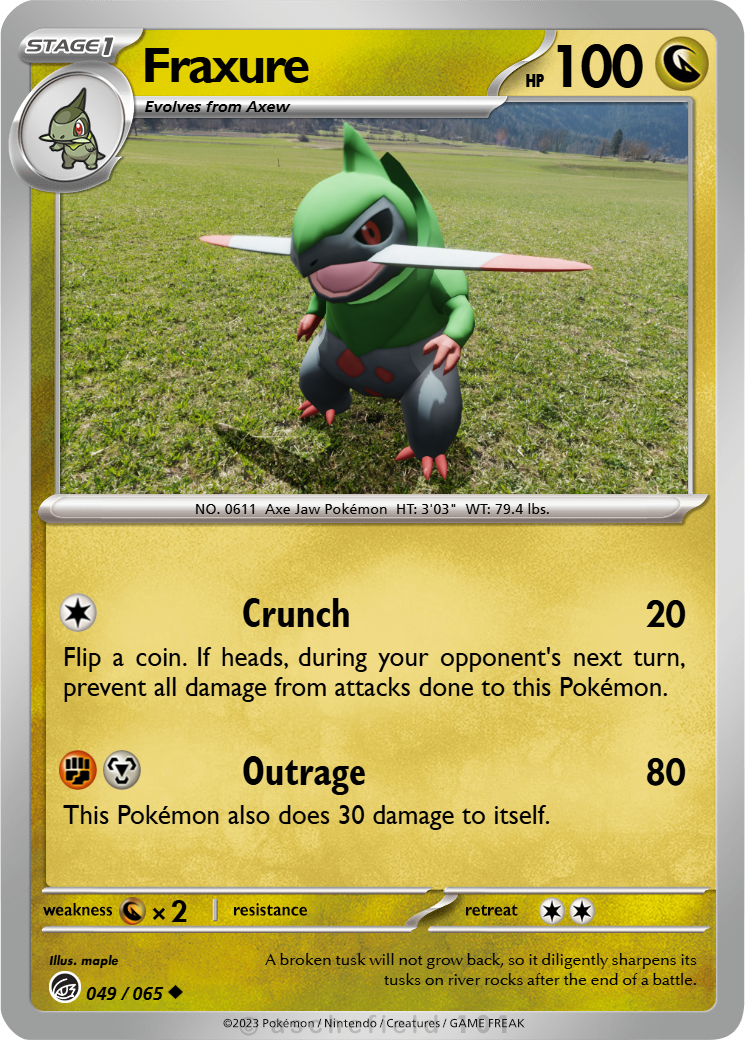 STAGE1
Fraxure
HP 100
Evolves from Axew
NO. 0611 Axe Jaw Pokémon HT: 3'03" WT: 79.4 lbs.
Crunch 20
Flip a coin. If heads, during your opponent's next turn,
prevent all damage from attacks done to this Pokémon.
Outrage 80
This Pokémon also does 30 damage to itself.
weakness × 2 resistance retreat
Illus. maple
A broken tusk will not grow back, so it diligently sharpens its
tusks on river rocks after the end of a battle.
049 / 065
©2023 Pokémon / Nintendo / Creatures / GAME FREAK